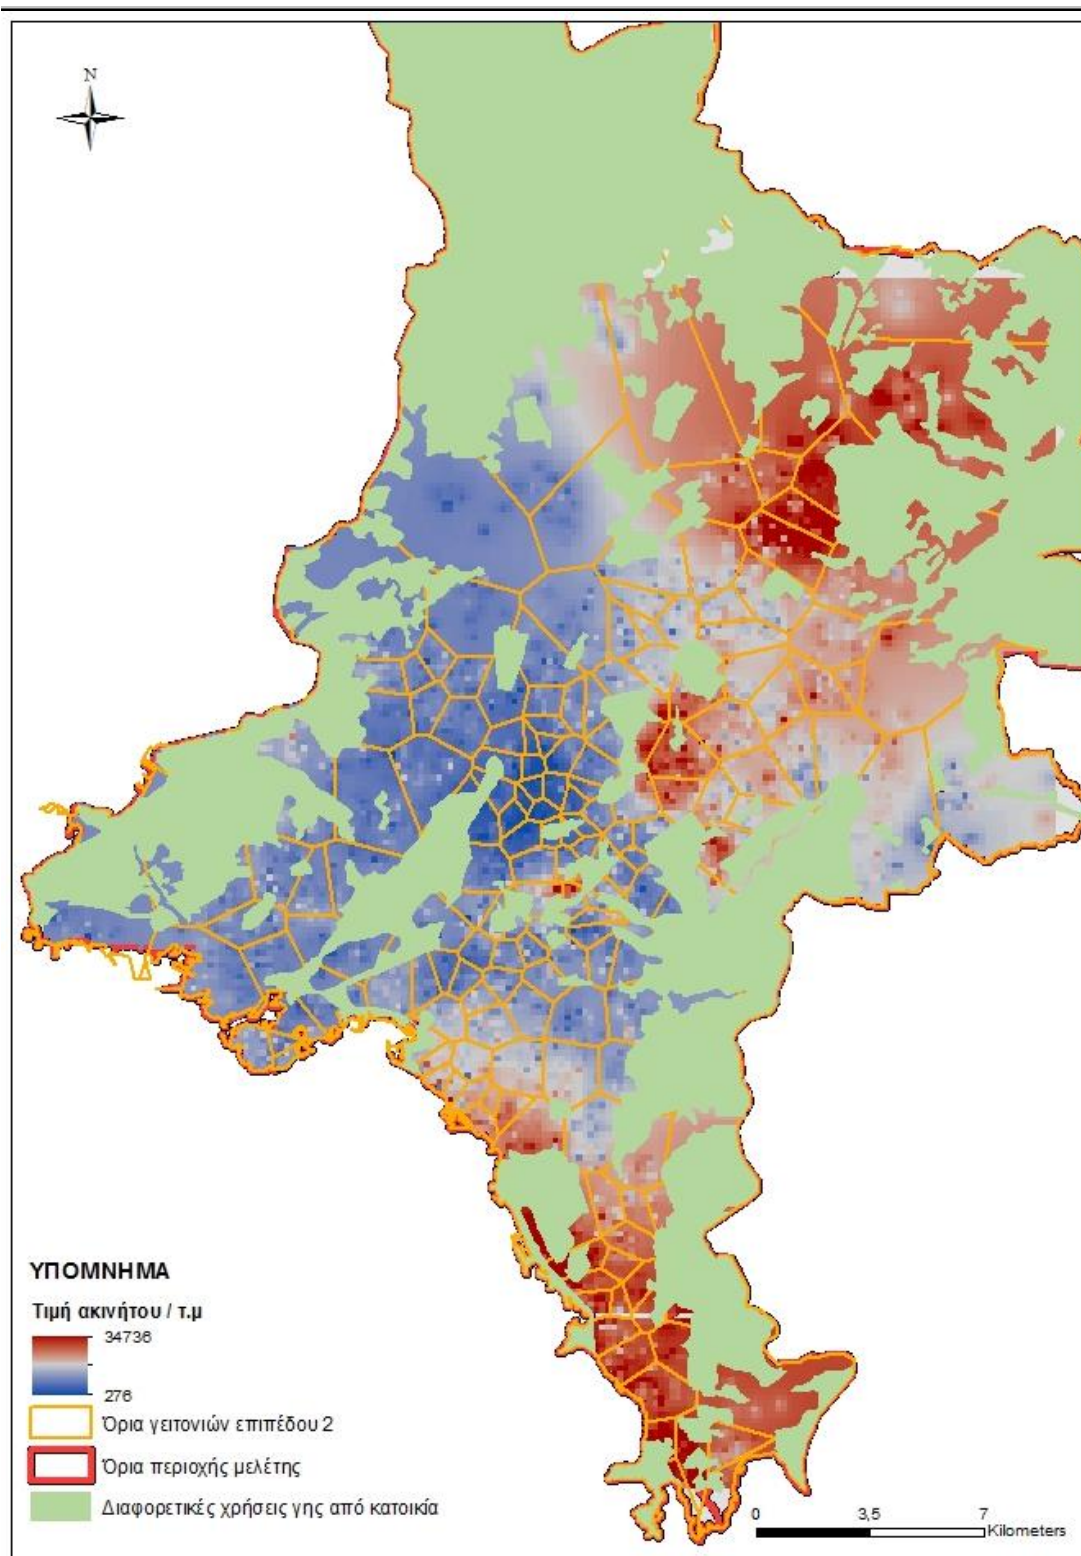 N
ΥΠΟΜΝΗΜΑ
Τιμή ακινήτου / τ.μ
34736
276
Όρια γειτονιών επιπέδου 2
Όρια περιοχής μελέτης
Διαφορετικές χρήσεις γης από κατοικία
0 3,5 7
Kilometers